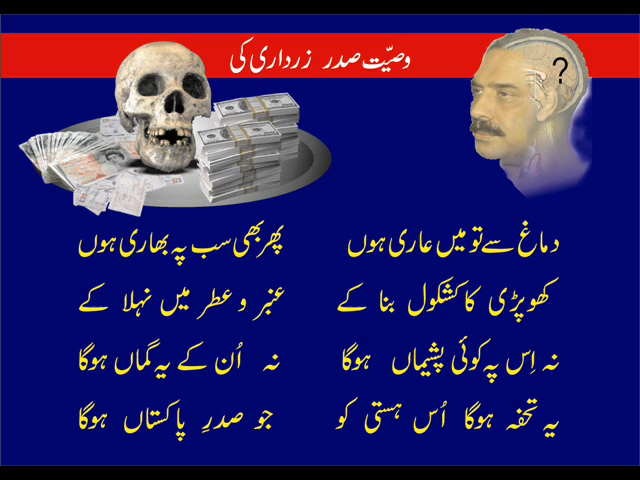 وصیّت صدر زرداری کی
?
دماغ سے تو میں عاری ہوں پھر بھی سب پہ بھاری ہوں
کھوپڑی کا کشکول بنا کے عنبر و عطر میں نہلا کے
نہ اِس پہ کوئی پشیماں ہوگا نہ اُن کے یہ گماں ہوگا
یہ تحفہ ہوگا اُس ہستی کو جو صدرِ پاکستاں ہوگا